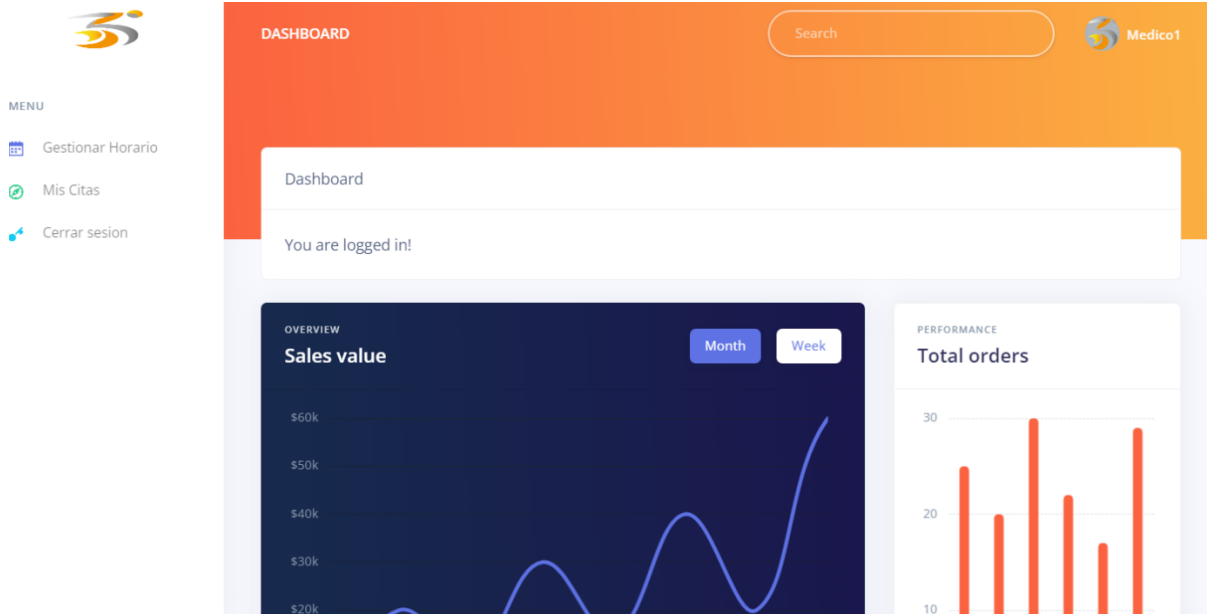 DASHBOARD
Search
Medico1
MENU
Gestionar Horario
Mis Citas
Cerrar sesion
Dashboard
You are logged in!
OVERVIEW
Sales value
Month
Week
$60k
$50k
$40k
$30k
$20k
PERFORMANCE
Total orders
30
20
10